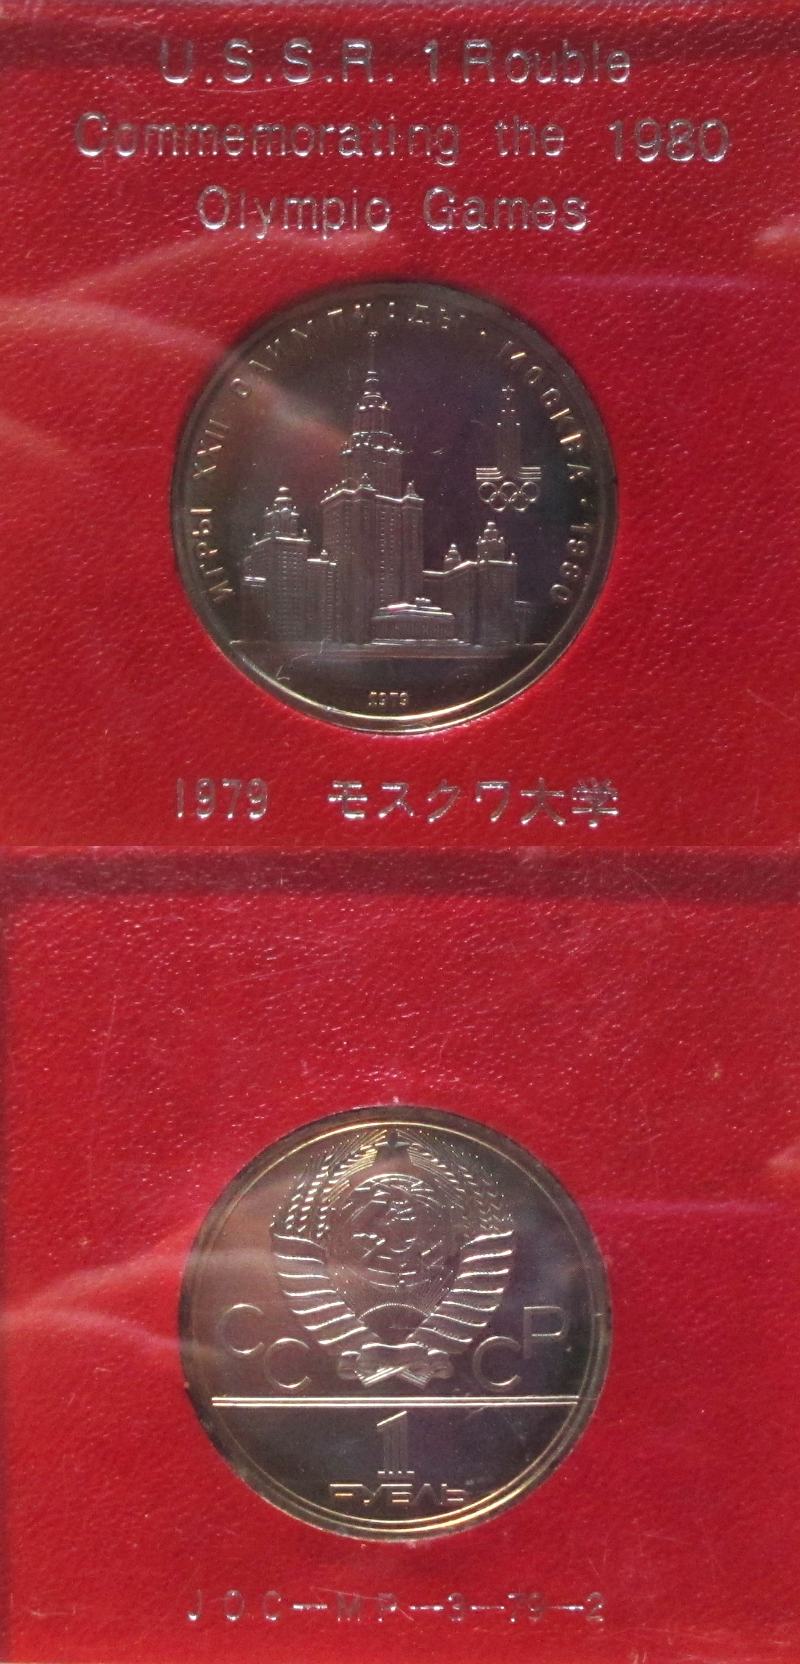 U.S.S.R. 1 Rouble
Commemorating the 1980
Olympic Games
ИГРЫ XXII ОЛИМПИАДЫ · МОСКВА · 1980
1979
1979 モスクワ大学
СССР
1
РУБЛЬ
JOC-MP-3-79-2